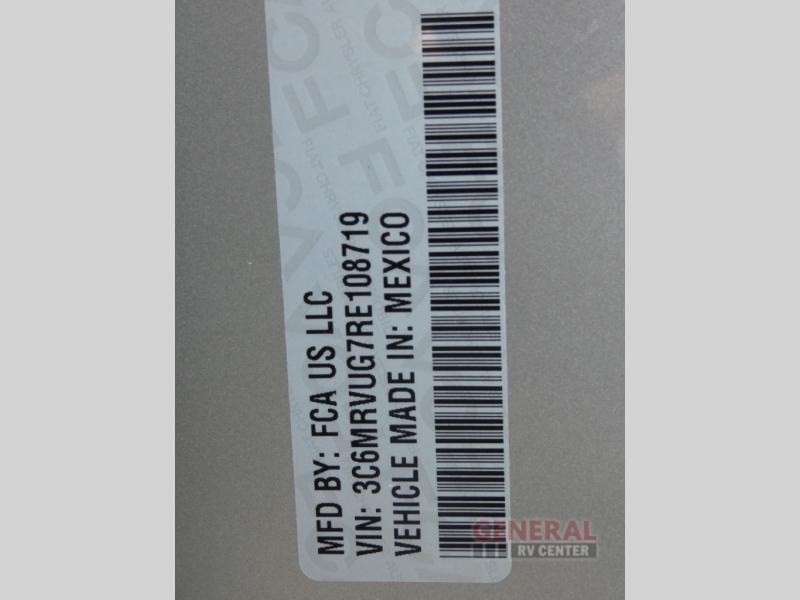 MFD BY: FCA US LLC
VIN: 3C6MRVUG7RE108719
VEHICLE MADE IN: MEXICO
GENERAL
RV CENTER